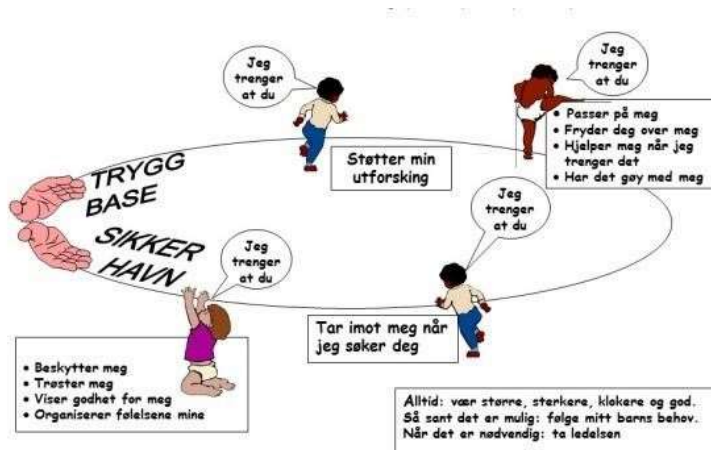 Jeg
trenger
at du
Jeg
trenger
at du
• Passer på meg
• Fryder deg over meg
• Hjelper meg når jeg
trenger det
• Har det gøy med meg
Støtter min
utforsking
TRYGG
BASE
SIKKER
HAVN
Jeg
trenger
at du
Jeg
trenger
at du
Tar imot meg når
jeg søker deg
• Beskytter meg
• Trøster meg
• Viser godhet for meg
• Organiserer følelsene mine
Alltid: vær større, sterkere, klokere og god.
Så sant det er mulig: følge mitt barns behov.
Når det er nødvendig: ta ledelsen